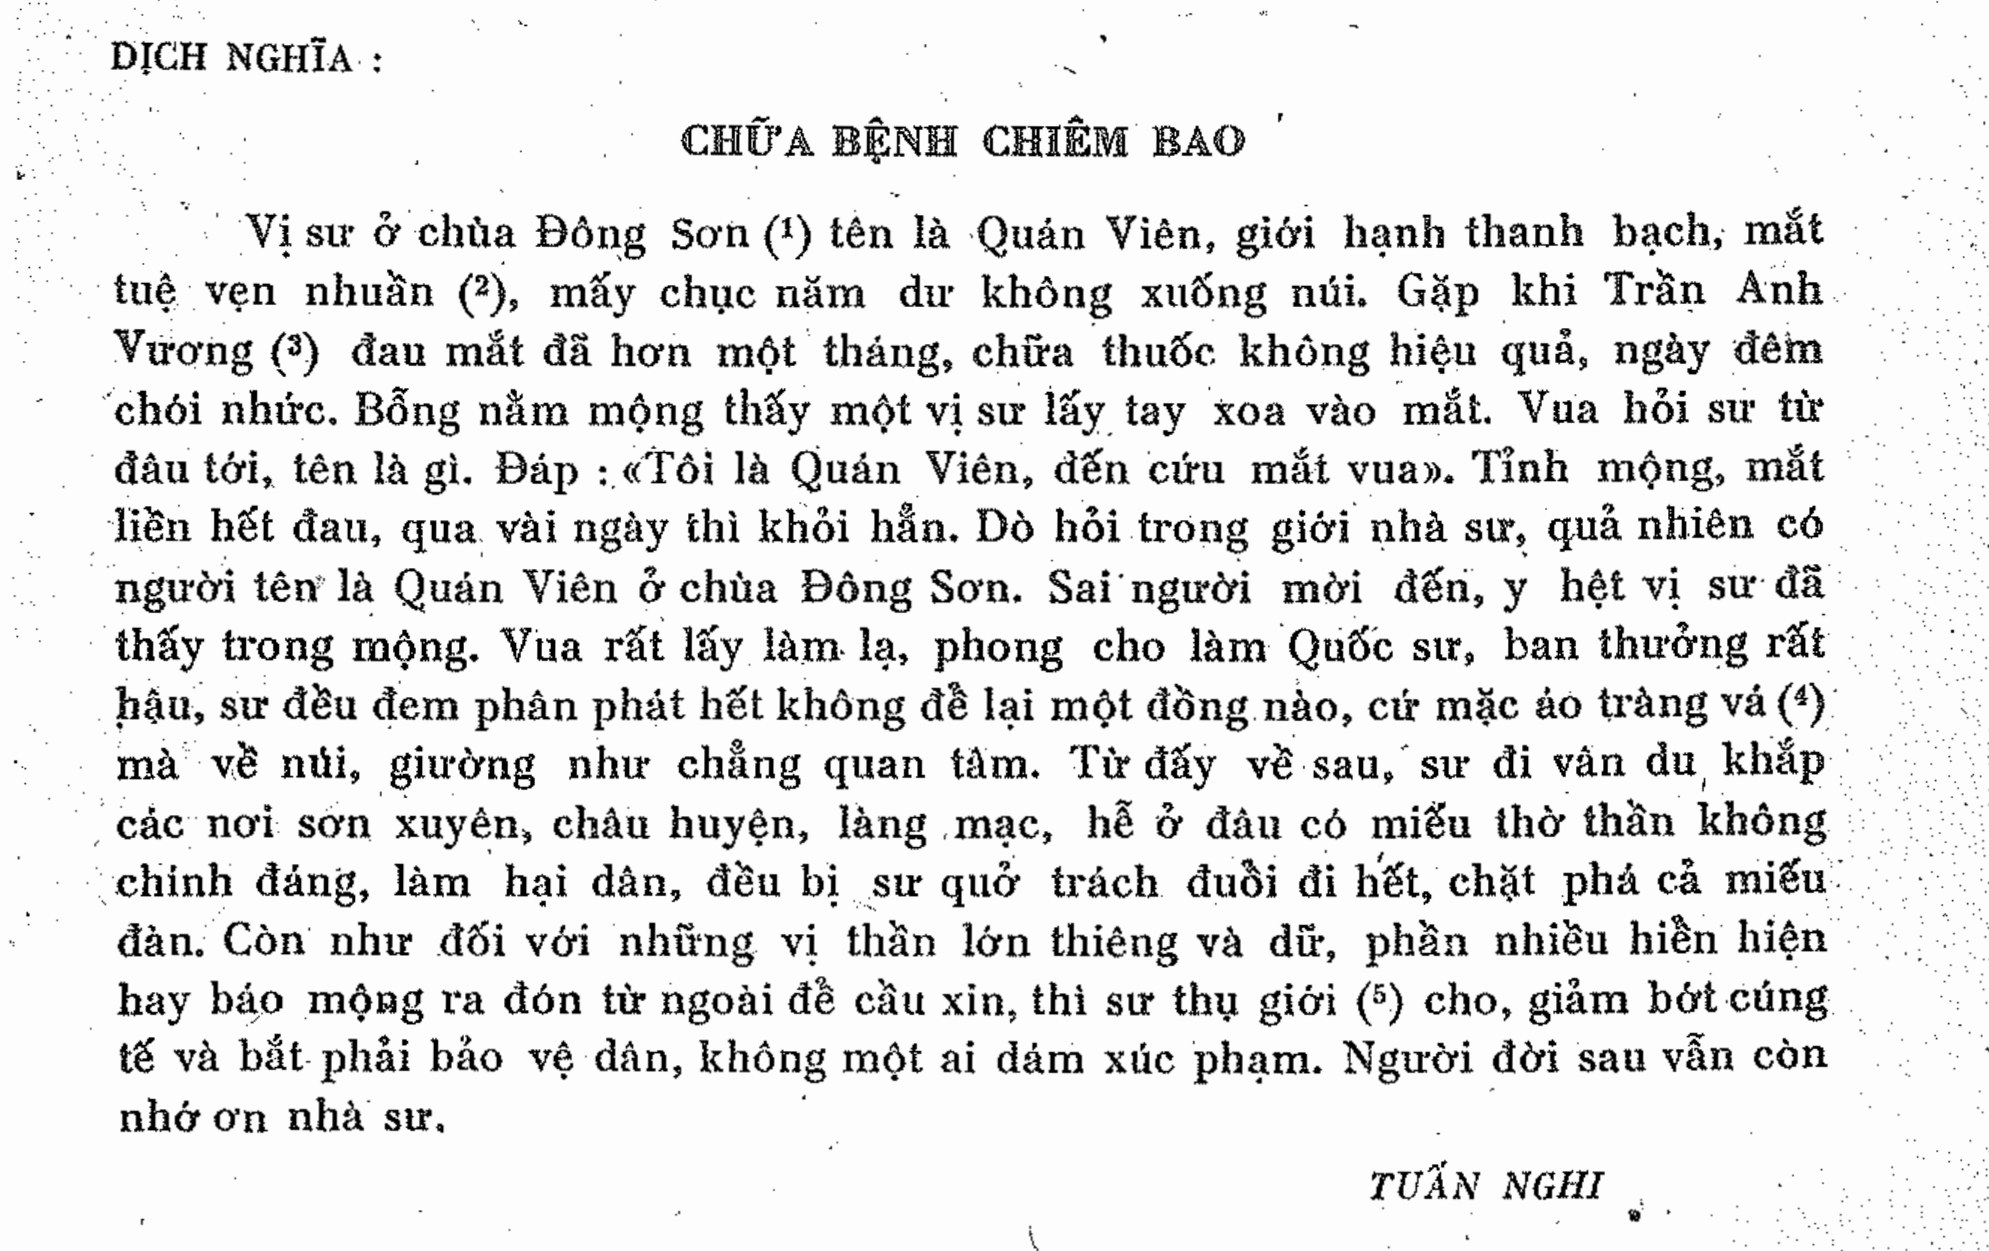 DỊCH NGHĨA :
CHỮA BỆNH CHIÊM BAO
Vị sư ở chùa Đông Sơn (¹) tên là Quán Viên, giới hạnh thanh bạch, mắt
tuệ vẹn nhuần (²), mấy chục năm dư không xuống núi. Gặp khi Trần Anh
Vương (³) đau mắt đã hơn một tháng, chữa thuốc không hiệu quả, ngày đêm
chói nhức. Bỗng nằm mộng thấy một vị sư lấy tay xoa vào mắt. Vua hỏi sư từ
đâu tới, tên là gì. Đáp : «Tôi là Quán Viên, đến cứu mắt vua». Tỉnh mộng, mắt
liền hết đau, qua vài ngày thì khỏi hẳn. Dò hỏi trong giới nhà sư, quả nhiên có
người tên là Quán Viên ở chùa Đông Sơn. Sai người mời đến, y hệt vị sư đã
thấy trong mộng. Vua rất lấy làm lạ, phong cho làm Quốc sư, ban thưởng rất
hậu, sư đều đem phân phát hết không để lại một đồng nào, cứ mặc áo tràng vá (⁴)
mà về núi, giường như chẳng quan tâm. Từ đấy về sau, sư đi vân du khắp
các nơi sơn xuyên, châu huyện, làng mạc, hễ ở đâu có miếu thờ thần không
chính đáng, làm hại dân, đều bị sư quở trách đuổi đi hết, chặt phá cả miếu
đàn. Còn như đối với những vị thần lớn thiêng và dữ, phần nhiều hiển hiện
hay báo mộng ra đón từ ngoài để cầu xin, thì sư thụ giới (⁵) cho, giảm bớt cúng
tế và bắt phải bảo vệ dân, không một ai dám xúc phạm. Người đời sau vẫn còn
nhớ ơn nhà sư.
TUẤN NGHI